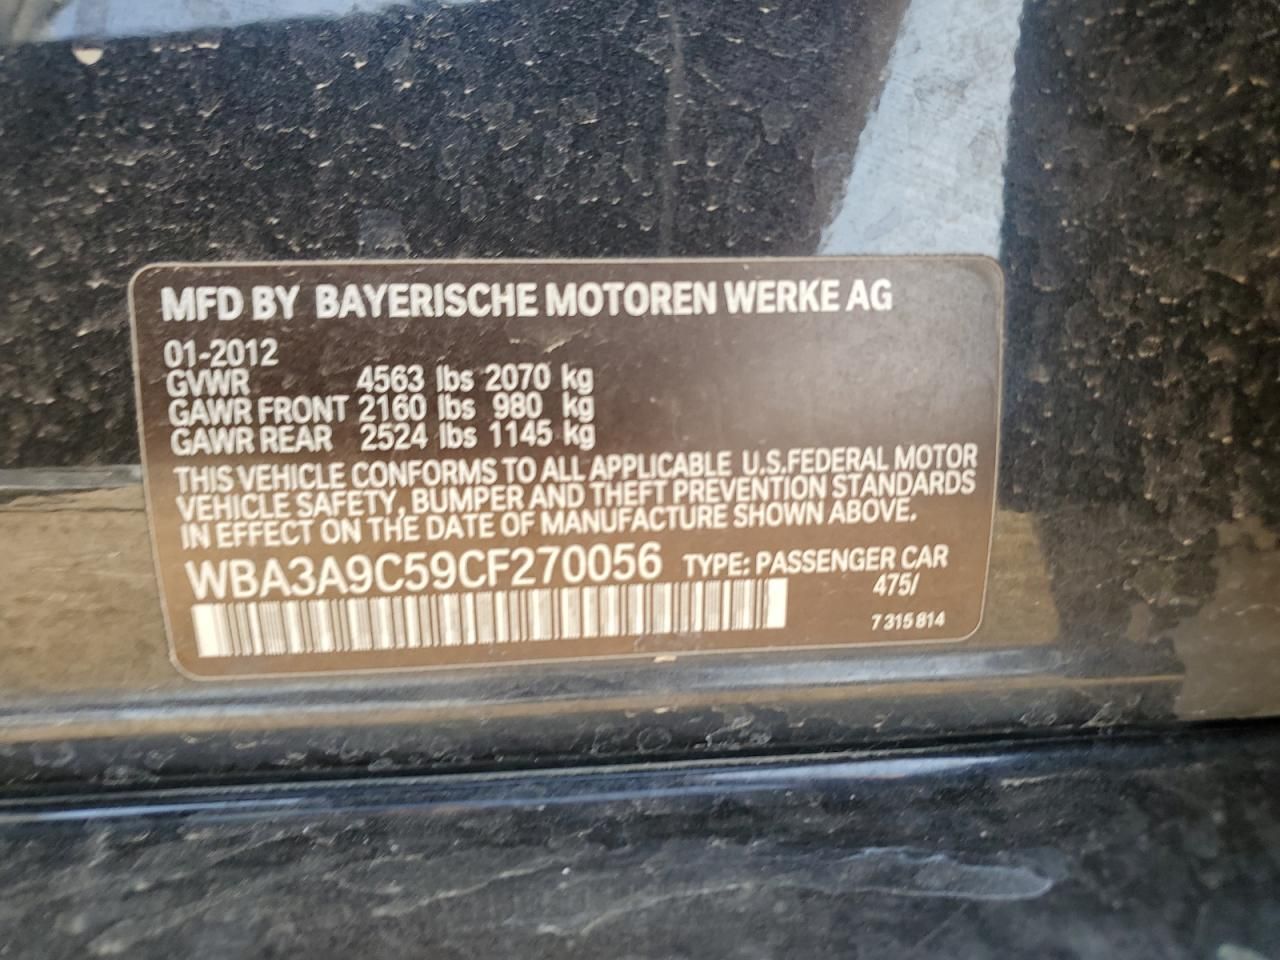 MFD BY BAYERISCHE MOTOREN WERKE AG
01-2012
GVWR 4563 lbs 2070 kg
GAWR FRONT 2160 lbs 980 kg
GAWR REAR 2524 lbs 1145 kg
THIS VEHICLE CONFORMS TO ALL APPLICABLE U.S.FEDERAL MOTOR
VEHICLE SAFETY, BUMPER AND THEFT PREVENTION STANDARDS
IN EFFECT ON THE DATE OF MANUFACTURE SHOWN ABOVE.
WBA3A9C59CF270056 TYPE: PASSENGER CAR
475/
7 315 814